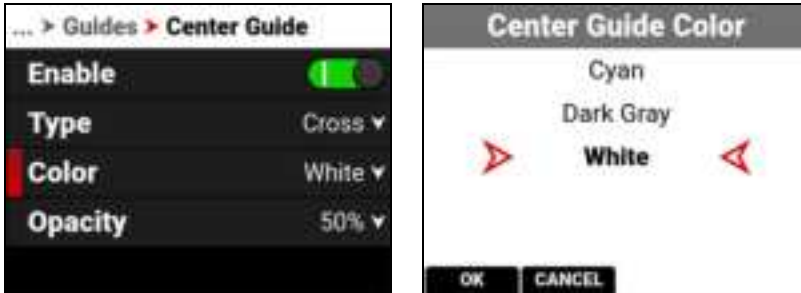 ... > Guides > Center Guide
Enable
Type Cross
Color White
Opacity 50%
Center Guide Color
Cyan
Dark Gray
White
OK CANCEL